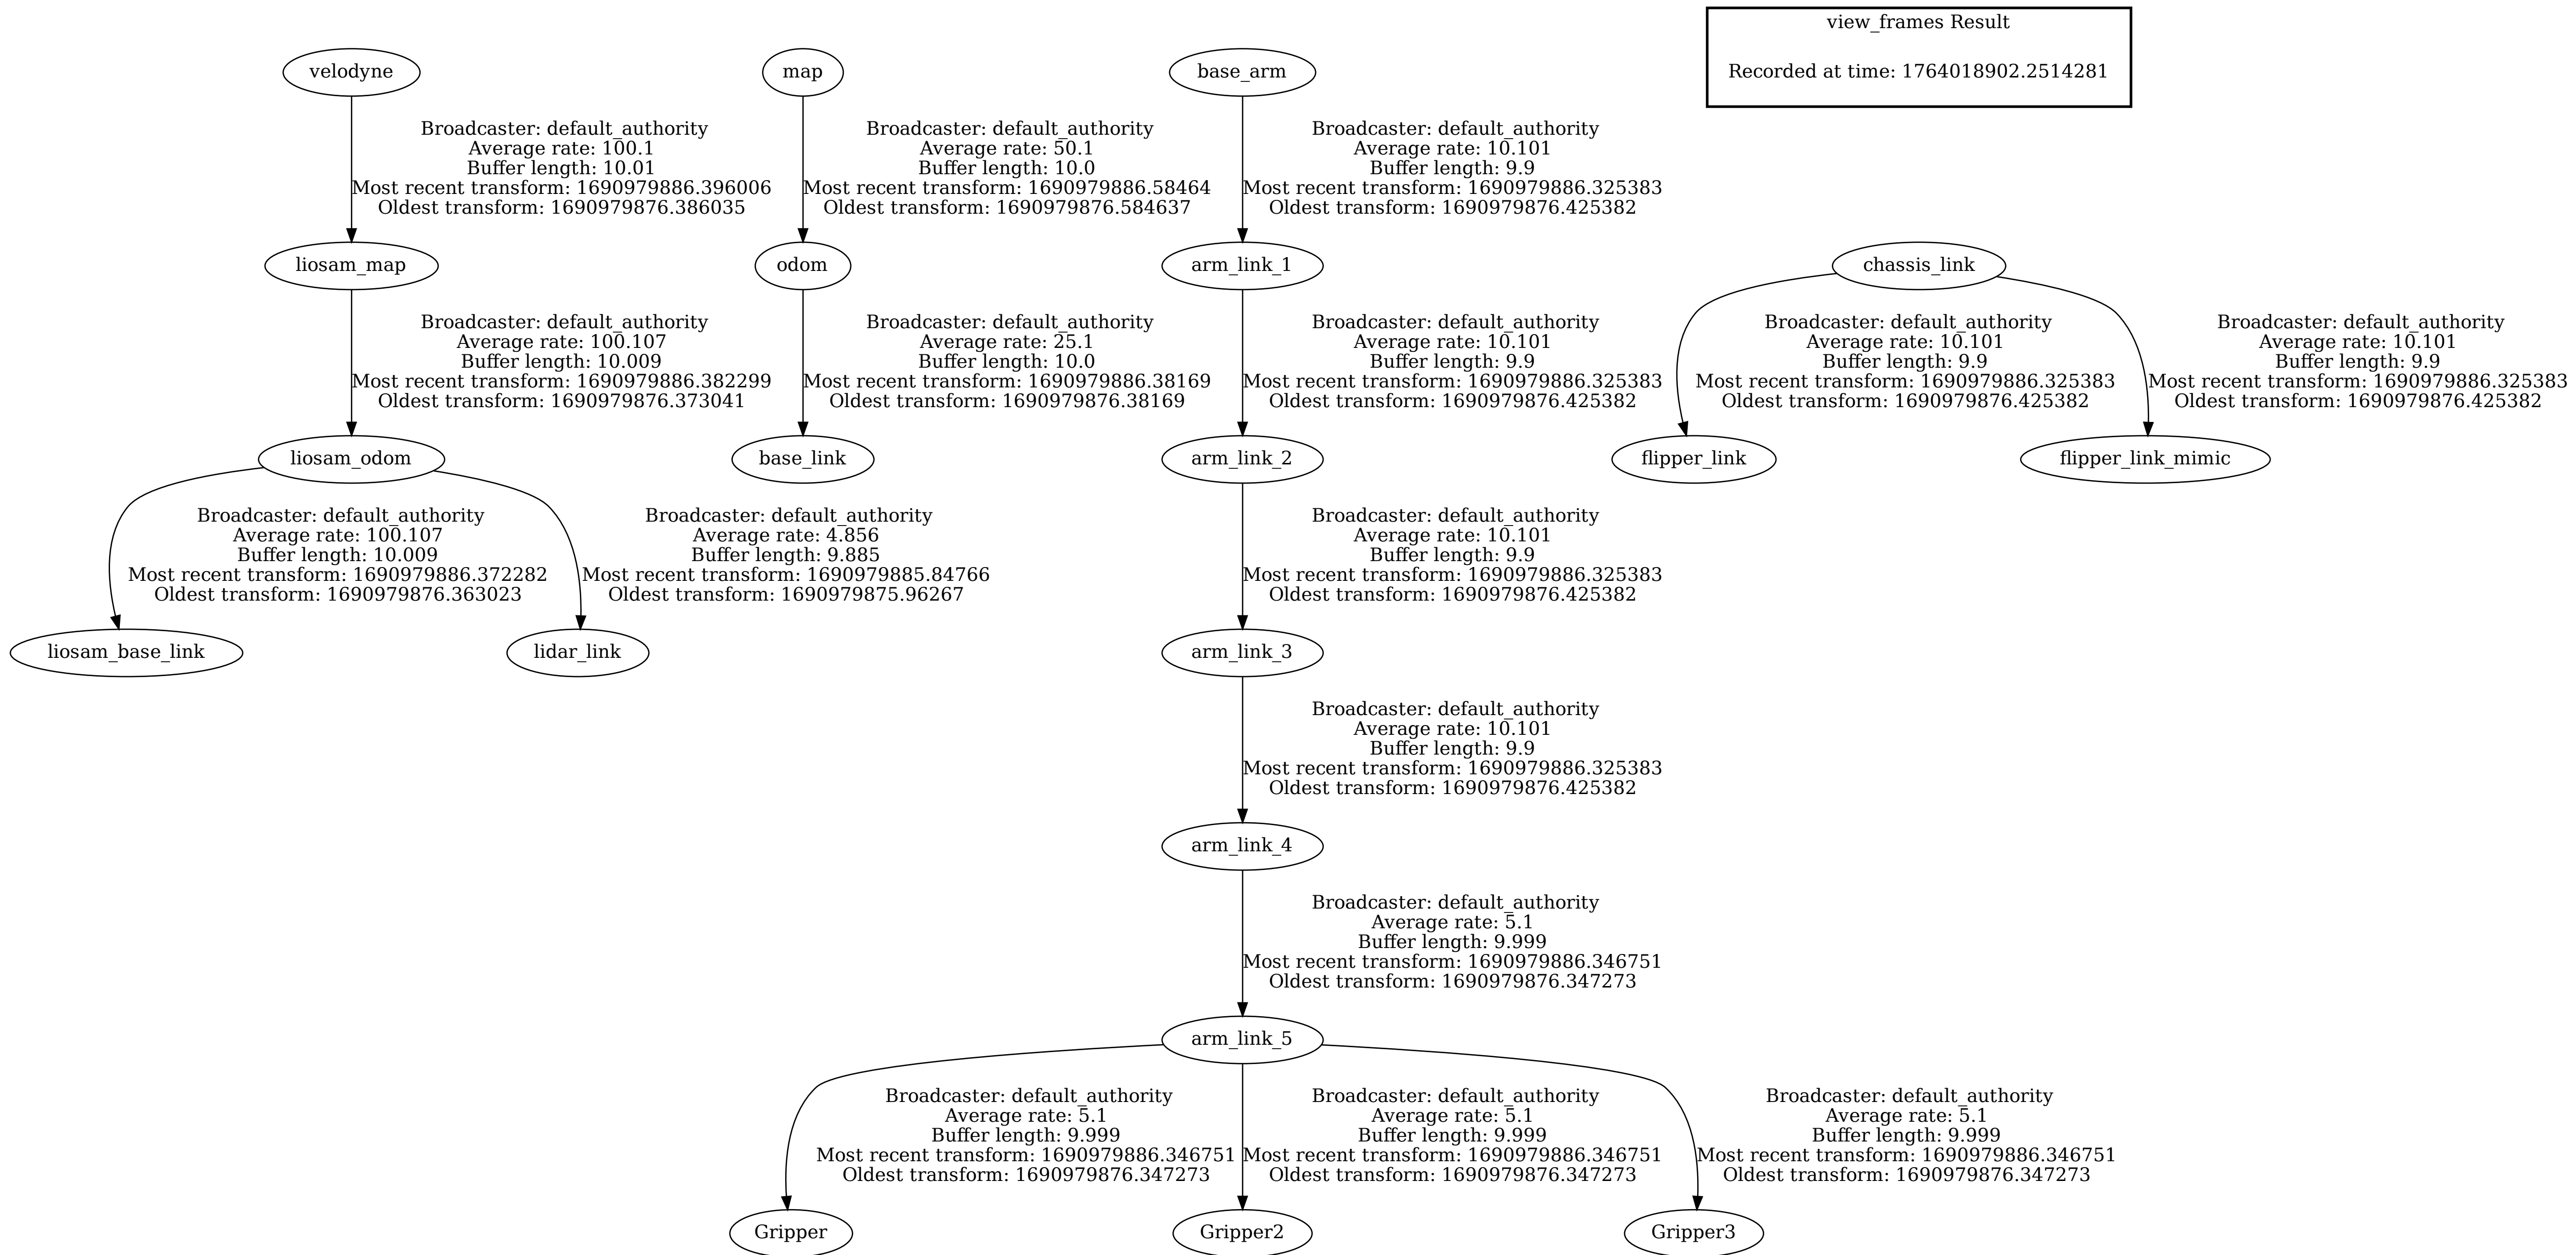 view_frames Result
Recorded at time: 1764018902.2514281
velodyne
map
base_arm
Broadcaster: default_authority
Average rate: 100.1
Buffer length: 10.01
Most recent transform: 1690979886.396006
Oldest transform: 1690979876.386035
Broadcaster: default_authority
Average rate: 50.1
Buffer length: 10.0
Most recent transform: 1690979886.58464
Oldest transform: 1690979876.584637
Broadcaster: default_authority
Average rate: 10.101
Buffer length: 9.9
Most recent transform: 1690979886.325383
Oldest transform: 1690979876.425382
liosam_map
odom
arm_link_1
chassis_link
Broadcaster: default_authority
Average rate: 100.107
Buffer length: 10.009
Most recent transform: 1690979886.382299
Oldest transform: 1690979876.373041
Broadcaster: default_authority
Average rate: 25.1
Buffer length: 10.0
Most recent transform: 1690979886.38169
Oldest transform: 1690979876.38169
Broadcaster: default_authority
Average rate: 10.101
Buffer length: 9.9
Most recent transform: 1690979886.325383
Oldest transform: 1690979876.425382
Broadcaster: default_authority
Average rate: 10.101
Buffer length: 9.9
Most recent transform: 1690979886.325383
Oldest transform: 1690979876.425382
Broadcaster: default_authority
Average rate: 10.101
Buffer length: 9.9
Most recent transform: 1690979886.325383
Oldest transform: 1690979876.425382
liosam_odom
base_link
arm_link_2
flipper_link
flipper_link_mimic
Broadcaster: default_authority
Average rate: 100.107
Buffer length: 10.009
Most recent transform: 1690979886.372282
Oldest transform: 1690979876.363023
Broadcaster: default_authority
Average rate: 4.856
Buffer length: 9.885
Most recent transform: 1690979885.84766
Oldest transform: 1690979875.96267
Broadcaster: default_authority
Average rate: 10.101
Buffer length: 9.9
Most recent transform: 1690979886.325383
Oldest transform: 1690979876.425382
liosam_base_link
lidar_link
arm_link_3
Broadcaster: default_authority
Average rate: 10.101
Buffer length: 9.9
Most recent transform: 1690979886.325383
Oldest transform: 1690979876.425382
arm_link_4
Broadcaster: default_authority
Average rate: 5.1
Buffer length: 9.999
Most recent transform: 1690979886.346751
Oldest transform: 1690979876.347273
arm_link_5
Broadcaster: default_authority
Average rate: 5.1
Buffer length: 9.999
Most recent transform: 1690979886.346751
Oldest transform: 1690979876.347273
Broadcaster: default_authority
Average rate: 5.1
Buffer length: 9.999
Most recent transform: 1690979886.346751
Oldest transform: 1690979876.347273
Broadcaster: default_authority
Average rate: 5.1
Buffer length: 9.999
Most recent transform: 1690979886.346751
Oldest transform: 1690979876.347273
Gripper
Gripper2
Gripper3